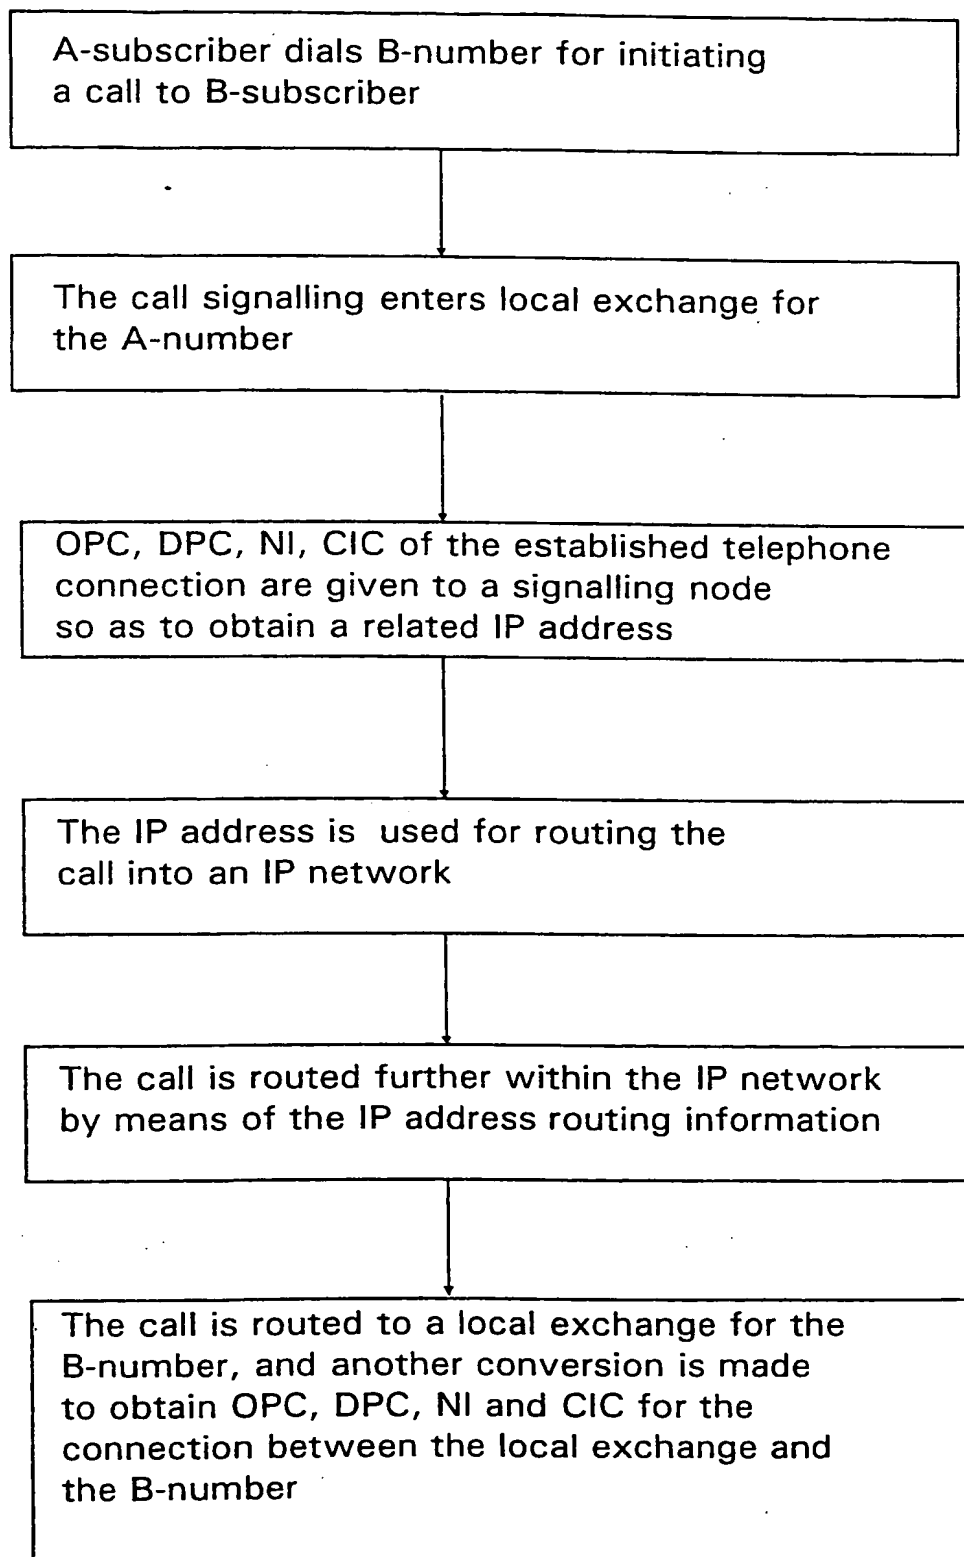 A-subscriber dials B-number for initiating
a call to B-subscriber
The call signalling enters local exchange for
the A-number
OPC, DPC, NI, CIC of the established telephone
connection are given to a signalling node
so as to obtain a related IP address
The IP address is used for routing the
call into an IP network
The call is routed further within the IP network
by means of the IP address routing information
The call is routed to a local exchange for the
B-number, and another conversion is made
to obtain OPC, DPC, NI and CIC for the
connection between the local exchange and
the B-number